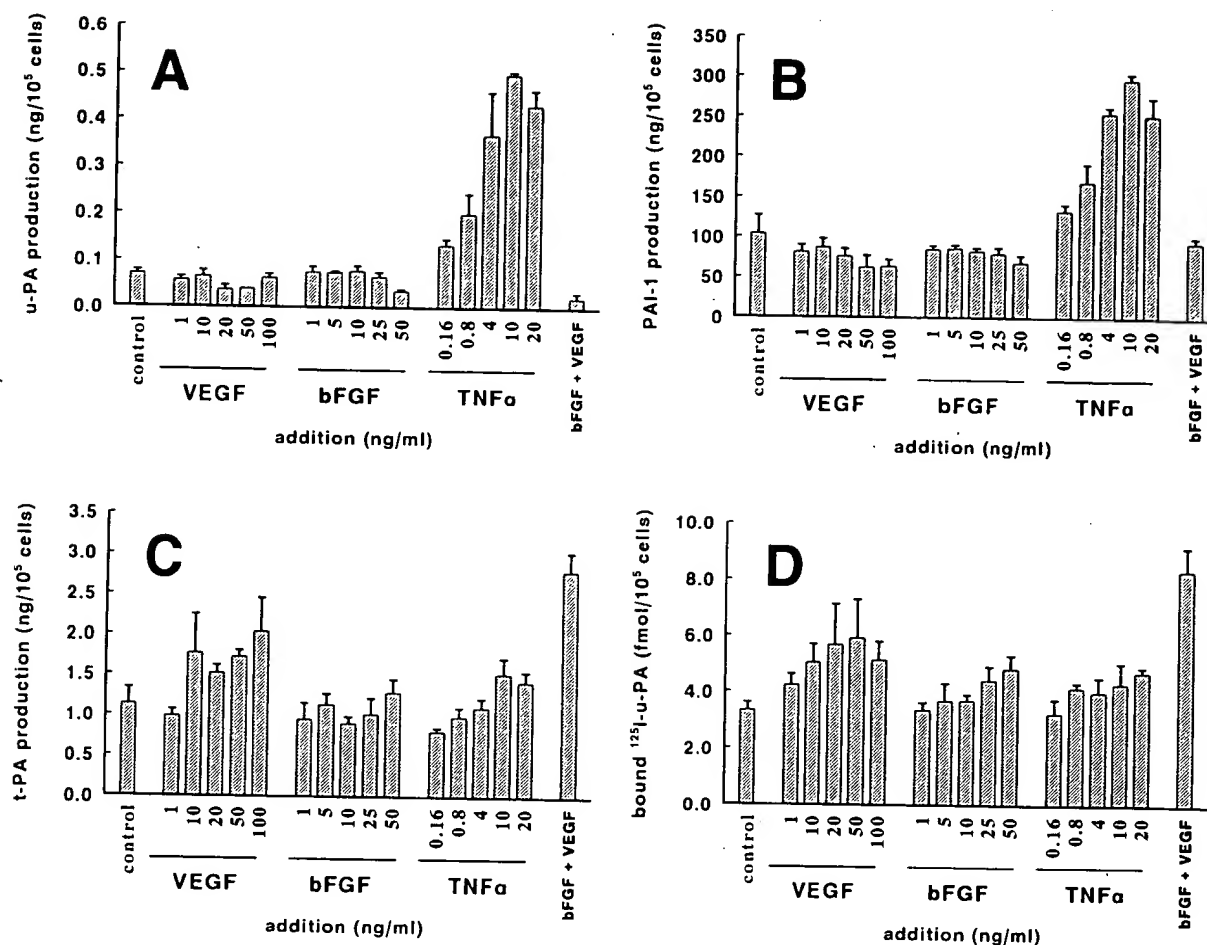 A
u-PA production (ng/10⁵ cells)
0.6
0.5
0.4
0.3
0.2
0.1
0.0
control
1 10 20 50 100
1 5 10 25 50
0.16 0.8 4 10 20
bFGF + VEGF
VEGF bFGF TNFα
addition (ng/ml)
B
PAI-1 production (ng/10⁵ cells)
350
300
250
200
150
100
50
0
control
1 10 20 50 100
1 5 10 25 50
0.16 0.8 4 10 20
bFGF + VEGF
VEGF bFGF TNFα
addition (ng/ml)
C
t-PA production (ng/10⁵ cells)
3.5
3.0
2.5
2.0
1.5
1.0
0.5
0.0
control
1 10 20 50 100
1 5 10 25 50
0.16 0.8 4 10 20
bFGF + VEGF
VEGF bFGF TNFα
addition (ng/ml)
D
bound ¹²⁵I-u-PA (fmol/10⁵ cells)
10.0
8.0
6.0
4.0
2.0
0.0
control
1 10 20 50 100
1 5 10 25 50
0.16 0.8 4 10 20
bFGF + VEGF
VEGF bFGF TNFα
addition (ng/ml)